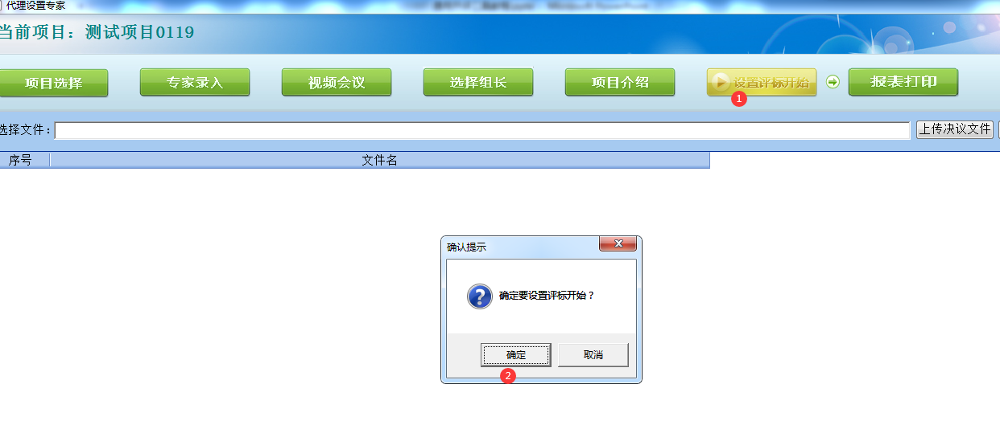 代理设置专家
当前项目：测试项目0119
项目选择 专家录入 视频会议 选择组长 项目介绍 设置评标开始 报表打印
1
选择文件： 上传决议文件
序号 文件名
确认提示
确定要设置评标开始？
确定 取消
2